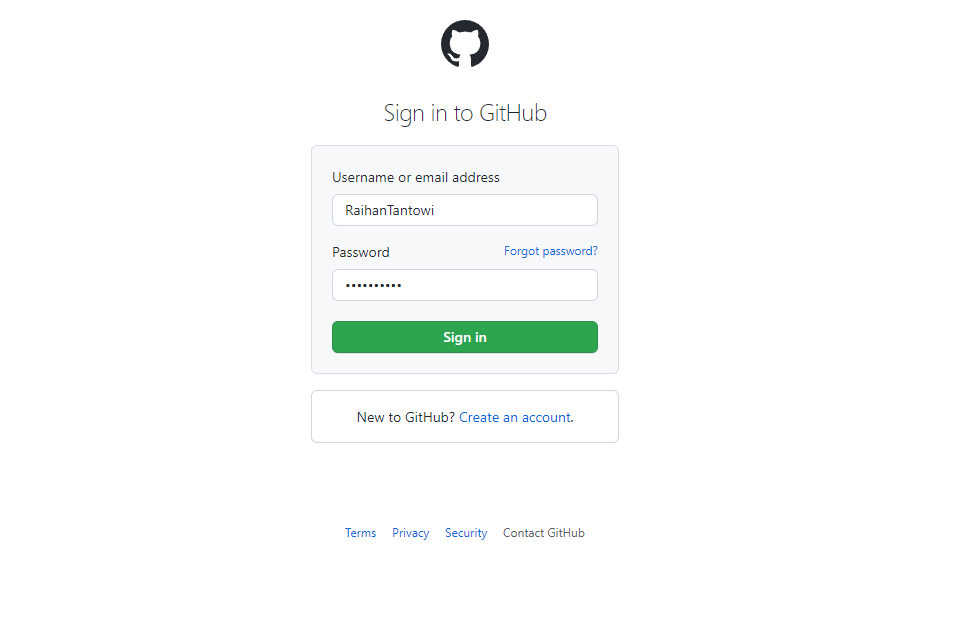 Sign in to GitHub
Username or email address
RaihanTantowi
Password Forgot password?
••••••••••
Sign in
New to GitHub? Create an account.
Terms Privacy Security Contact GitHub